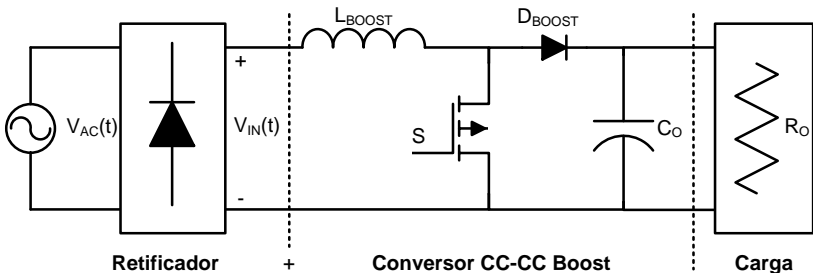 L_BOOST
D_BOOST
+
V_AC(t)
V_IN(t)
S
C_O
R_O
-
Retificador
+
Conversor CC-CC Boost
Carga